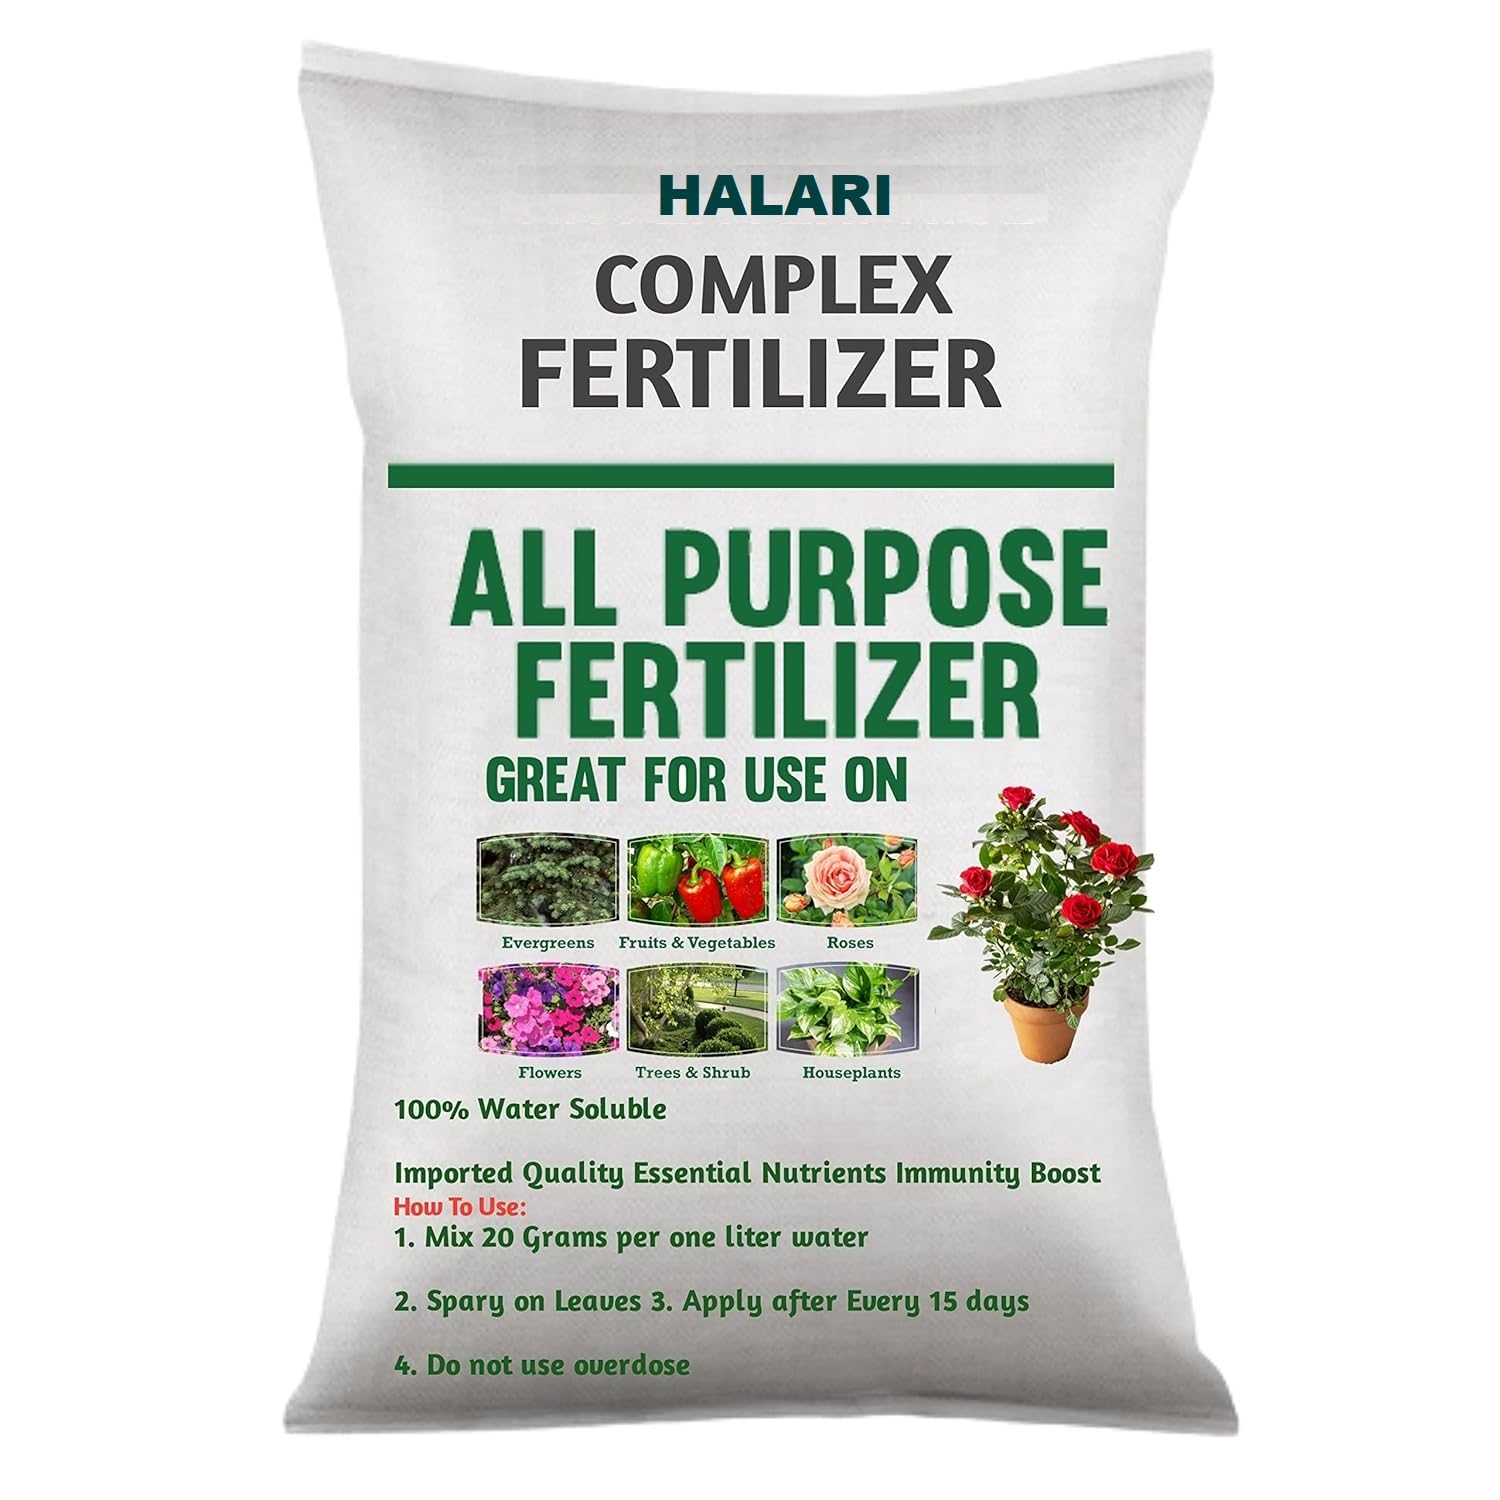 HALARI
COMPLEX
FERTILIZER
ALL PURPOSE
FERTILIZER
GREAT FOR USE ON
Evergreens Fruits & Vegetables Roses
Flowers Trees & Shrub Houseplants
100% Water Soluble
Imported Quality Essential Nutrients Immunity Boost
How To Use:
1. Mix 20 Grams per one liter water
2. Spary on Leaves 3. Apply after Every 15 days
4. Do not use overdose